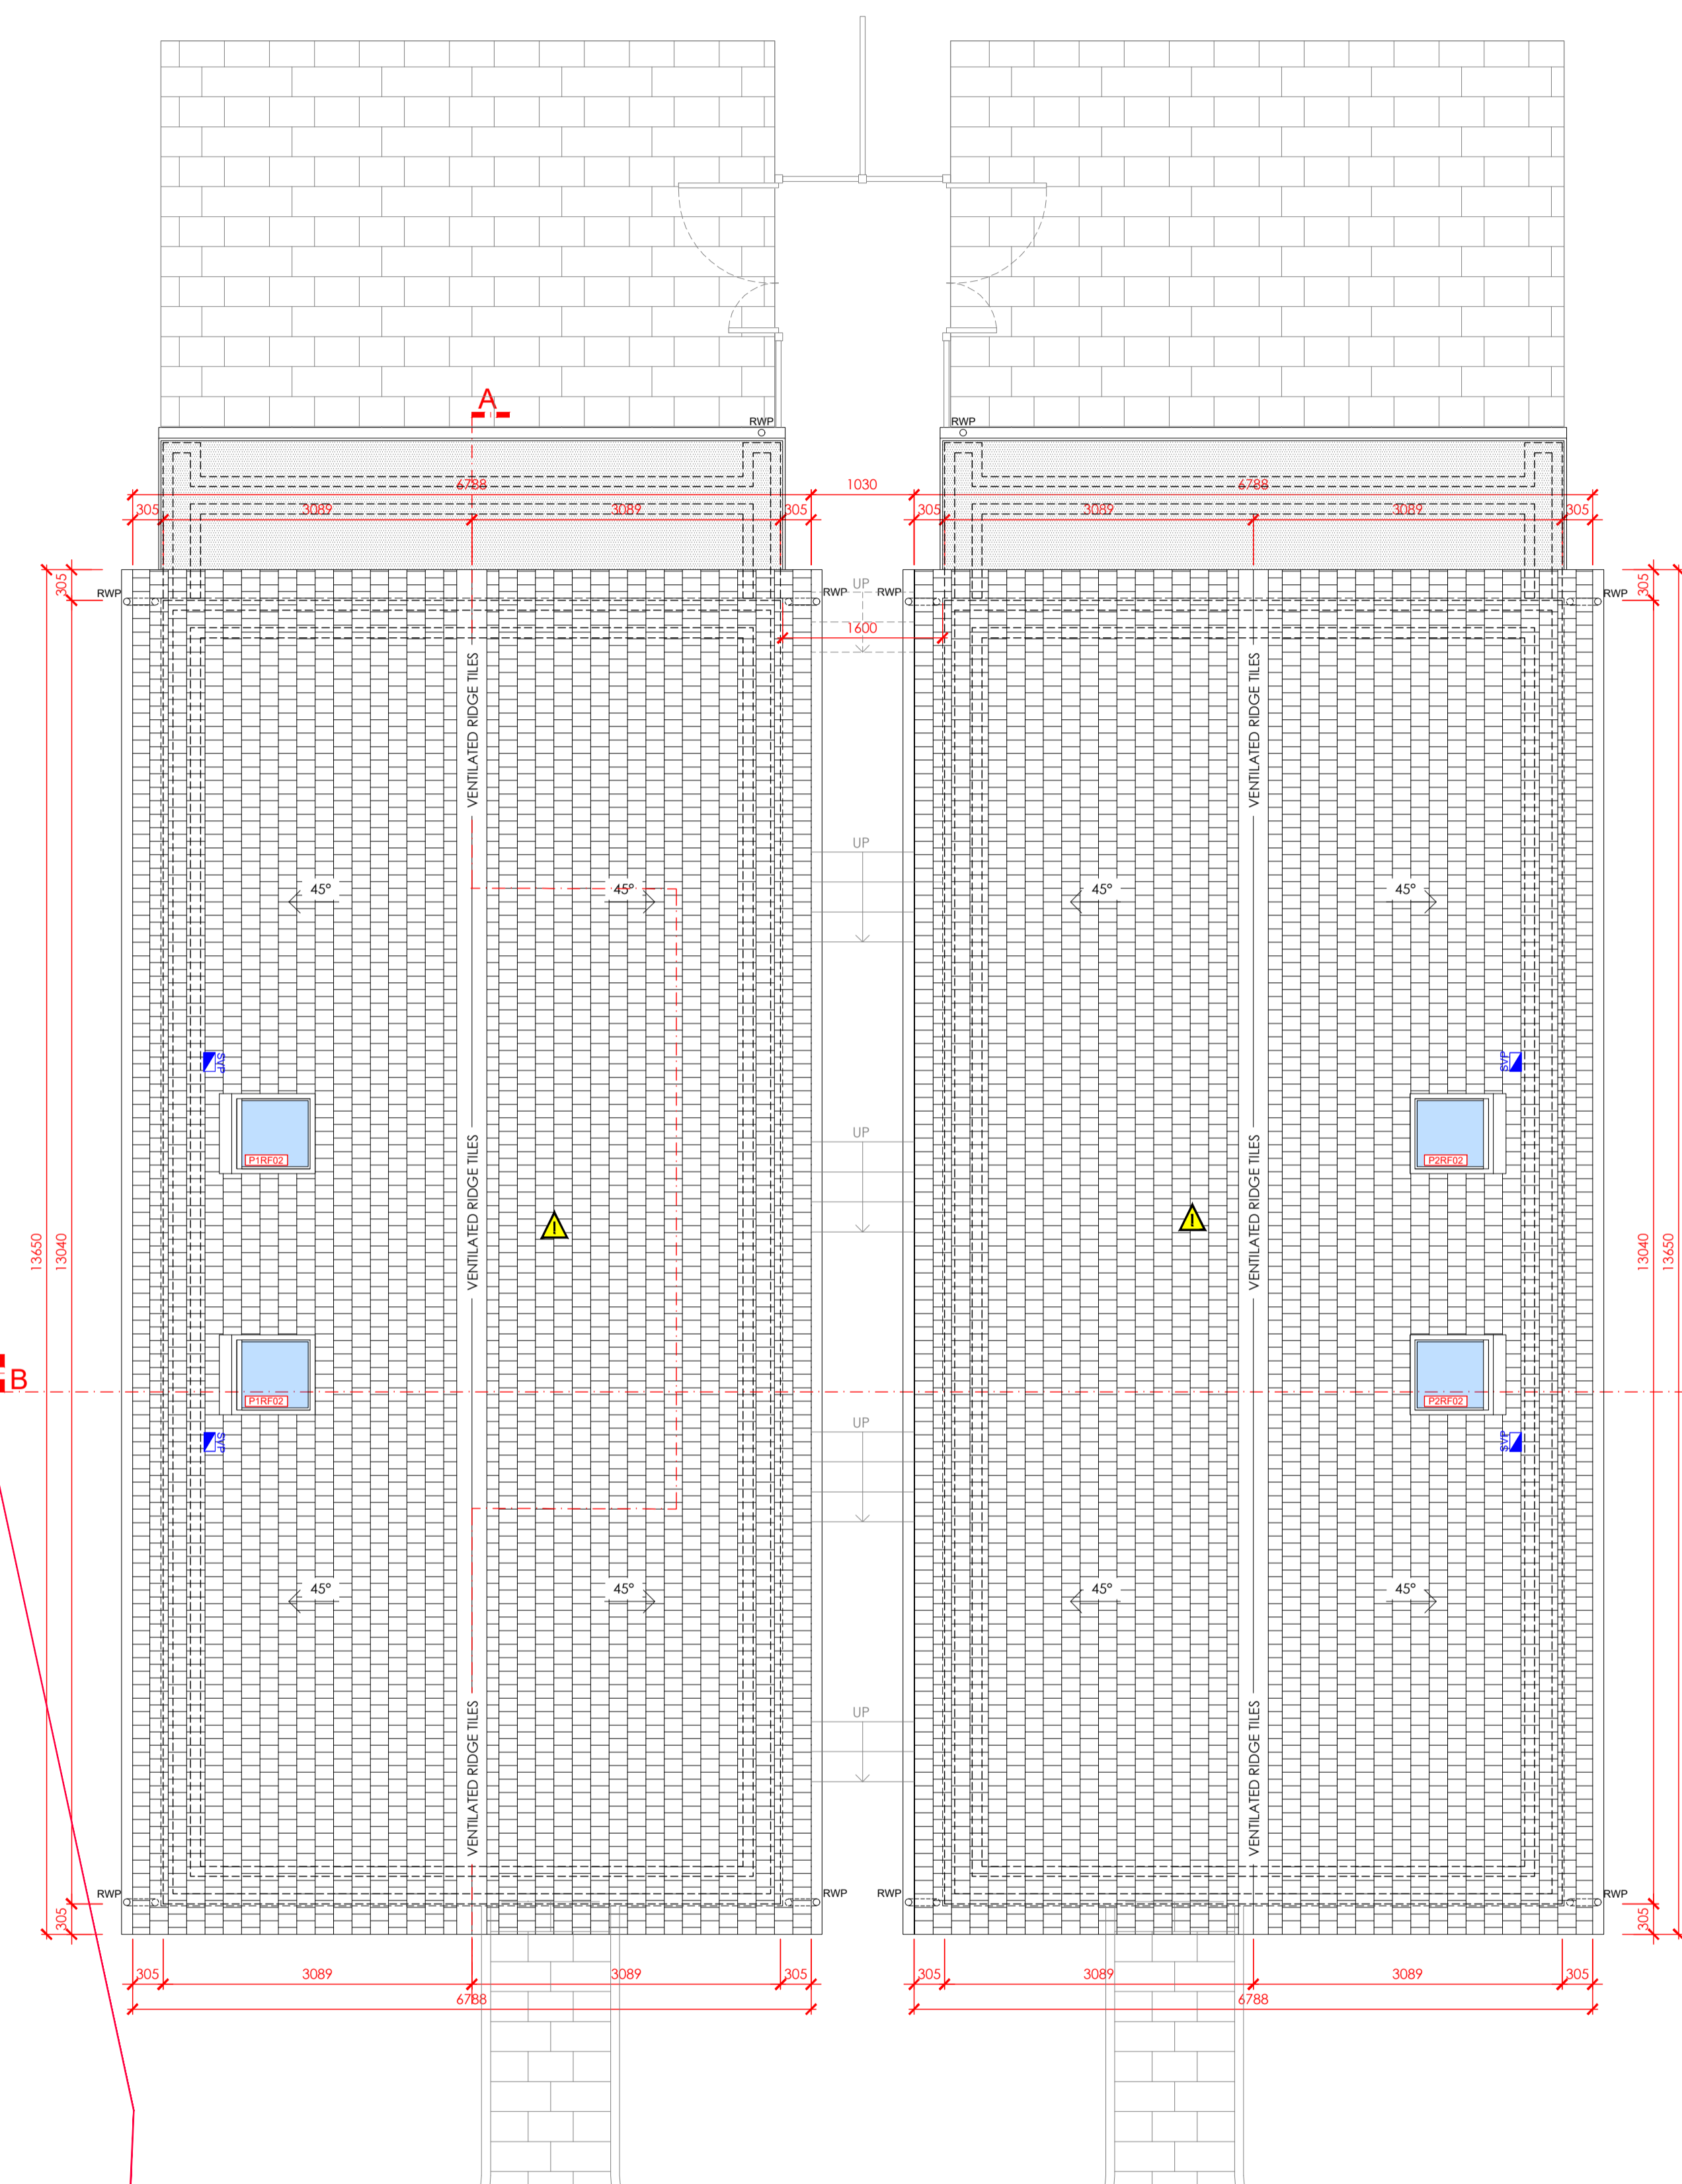 A
RWP
RWP
6788
1030
6788
305
3089
3089
305
305
3089
3089
305
305
305
UP
RWP
RWP
RWP
RWP
1600
VENTILATED RIDGE TILES
VENTILATED RIDGE TILES
UP
45°
45°
45°
45°
SVP
SVP
UP
P1RF02
P2RF02
VENTILATED RIDGE TILES
VENTILATED RIDGE TILES
!
!
13650
13040
13040
13650
B
P1RF02
P2RF02
UP
SVP
SVP
45°
45°
45°
45°
UP
VENTILATED RIDGE TILES
VENTILATED RIDGE TILES
RWP
RWP
RWP
RWP
305
305
305
3089
3089
305
305
3089
3089
305
6788
6788